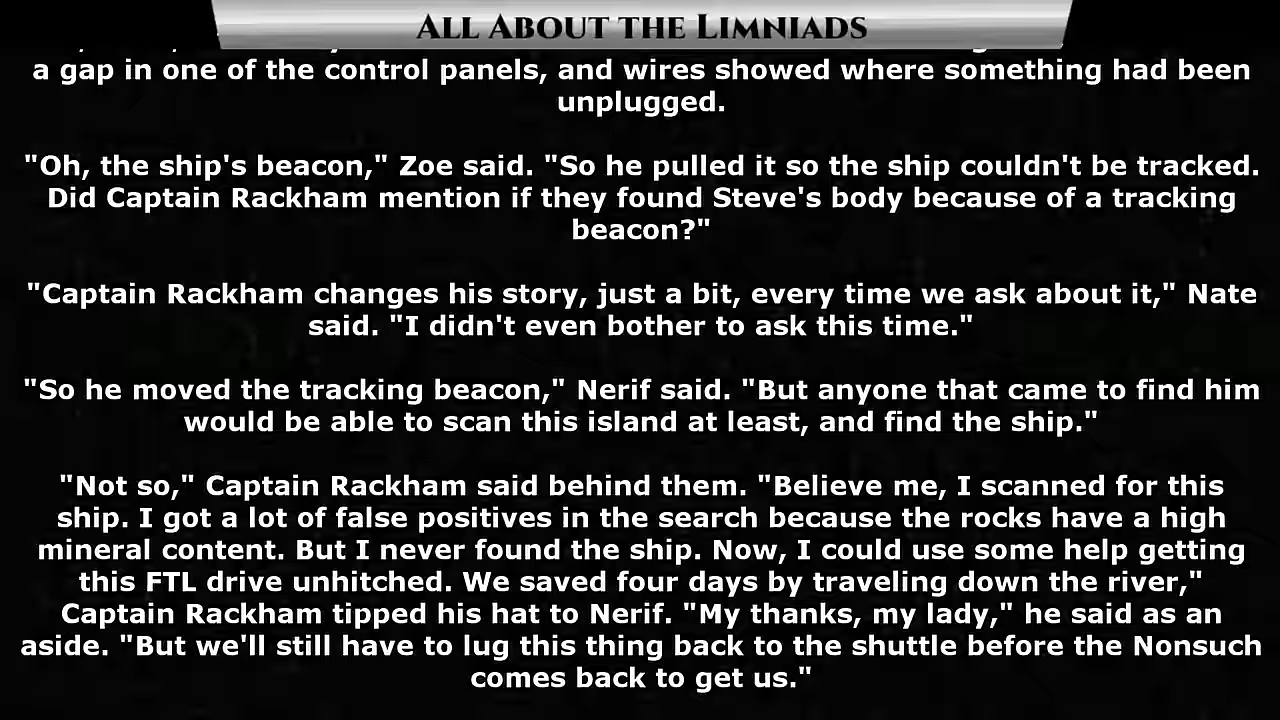 All About the Limniads
a gap in one of the control panels, and wires showed where something had been
unplugged.
"Oh, the ship's beacon," Zoe said. "So he pulled it so the ship couldn't be tracked.
Did Captain Rackham mention if they found Steve's body because of a tracking
beacon?"
"Captain Rackham changes his story, just a bit, every time we ask about it," Nate
said. "I didn't even bother to ask this time."
"So he moved the tracking beacon," Nerif said. "But anyone that came to find him
would be able to scan this island at least, and find the ship."
"Not so," Captain Rackham said behind them. "Believe me, I scanned for this
ship. I got a lot of false positives in the search because the rocks have a high
mineral content. But I never found the ship. Now, I could use some help getting
this FTL drive unhitched. We saved four days by traveling down the river,"
Captain Rackham tipped his hat to Nerif. "My thanks, my lady," he said as an
aside. "But we'll still have to lug this thing back to the shuttle before the Nonsuch
comes back to get us."